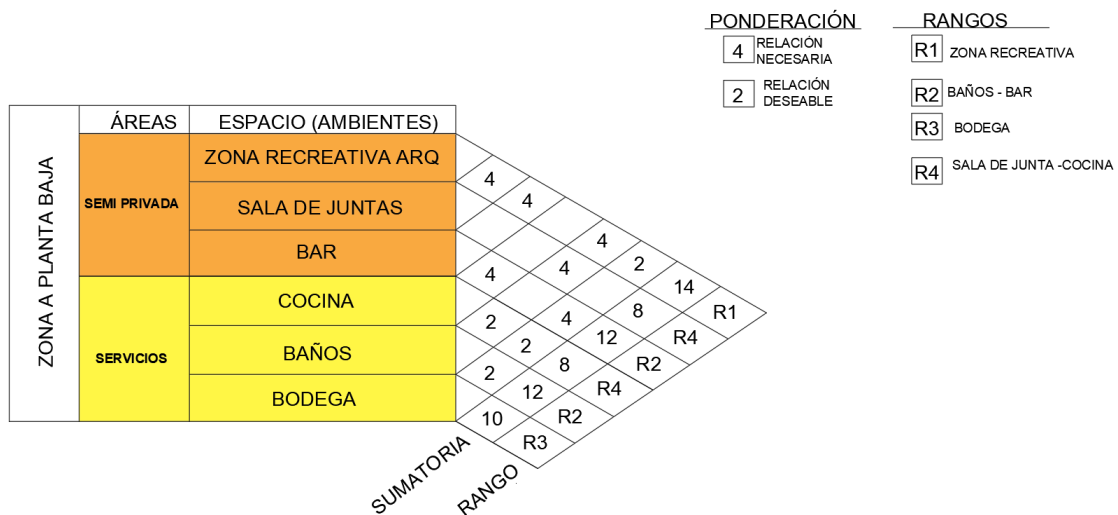 PONDERACIÓN
4 RELACIÓN
NECESARIA
2 RELACIÓN
DESEABLE
RANGOS
R1 ZONA RECREATIVA
R2 BAÑOS - BAR
R3 BODEGA
R4 SALA DE JUNTA -COCINA
ZONA A PLANTA BAJA
ÁREAS
ESPACIO (AMBIENTES)
SEMI PRIVADA
ZONA RECREATIVA ARQ
SALA DE JUNTAS
BAR
SERVICIOS
COCINA
BAÑOS
BODEGA
4
4
4
2
14
R1
4
8
R4
4
4
12
R2
2
2
8
R4
2
12
R2
10
R3
SUMATORIA
RANGO